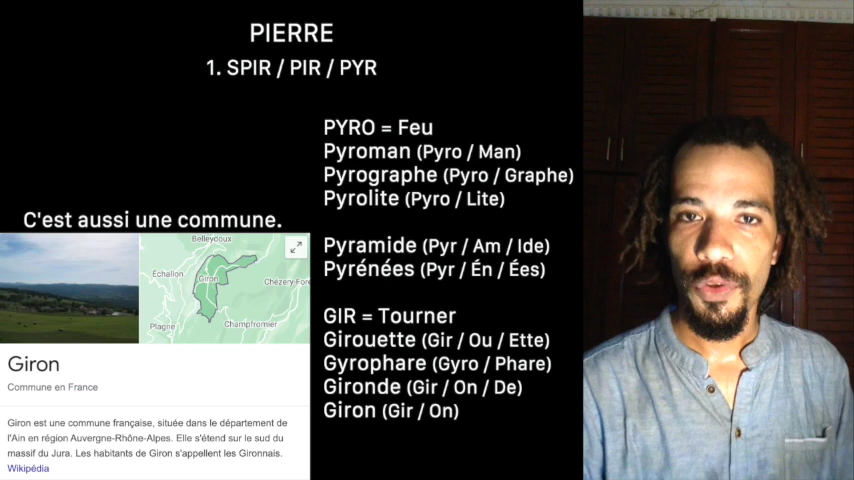 PIERRE
1. SPIR / PIR / PYR
PYRO = Feu
Pyroman (Pyro / Man)
Pyrographe (Pyro / Graphe)
Pyrolite (Pyro / Lite)
Pyramide (Pyr / Am / Ide)
Pyrénées (Pyr / Én / Ées)
GIR = Tourner
Girouette (Gir / Ou / Ette)
Gyrophare (Gyro / Phare)
Gironde (Gir / On / De)
Giron (Gir / On)
C'est aussi une commune.
Belleydoux
Échallon
Giron
Chézery-Fore
Plagne
Champfromier
Giron
Commune en France
Giron est une commune française, située dans le département de
l'Ain en région Auvergne-Rhône-Alpes. Elle s'étend sur le sud du
massif du Jura. Les habitants de Giron s'appellent les Gironnais.
Wikipédia